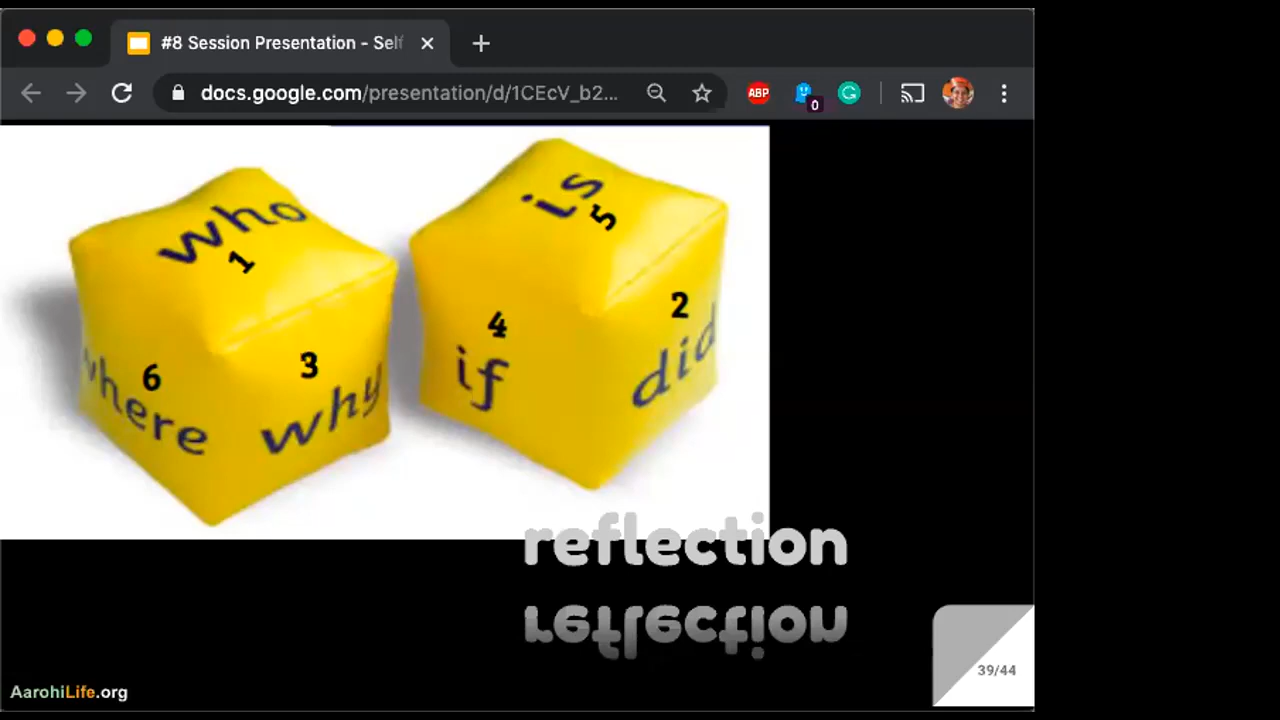 #8 Session Presentation - Self
docs.google.com/presentation/d/1CEcV_b2...
ABP
0
who
1
is
5
6
where
3
why
4
if
2
did
reflection
reflection
39/44
AarohiLife.org